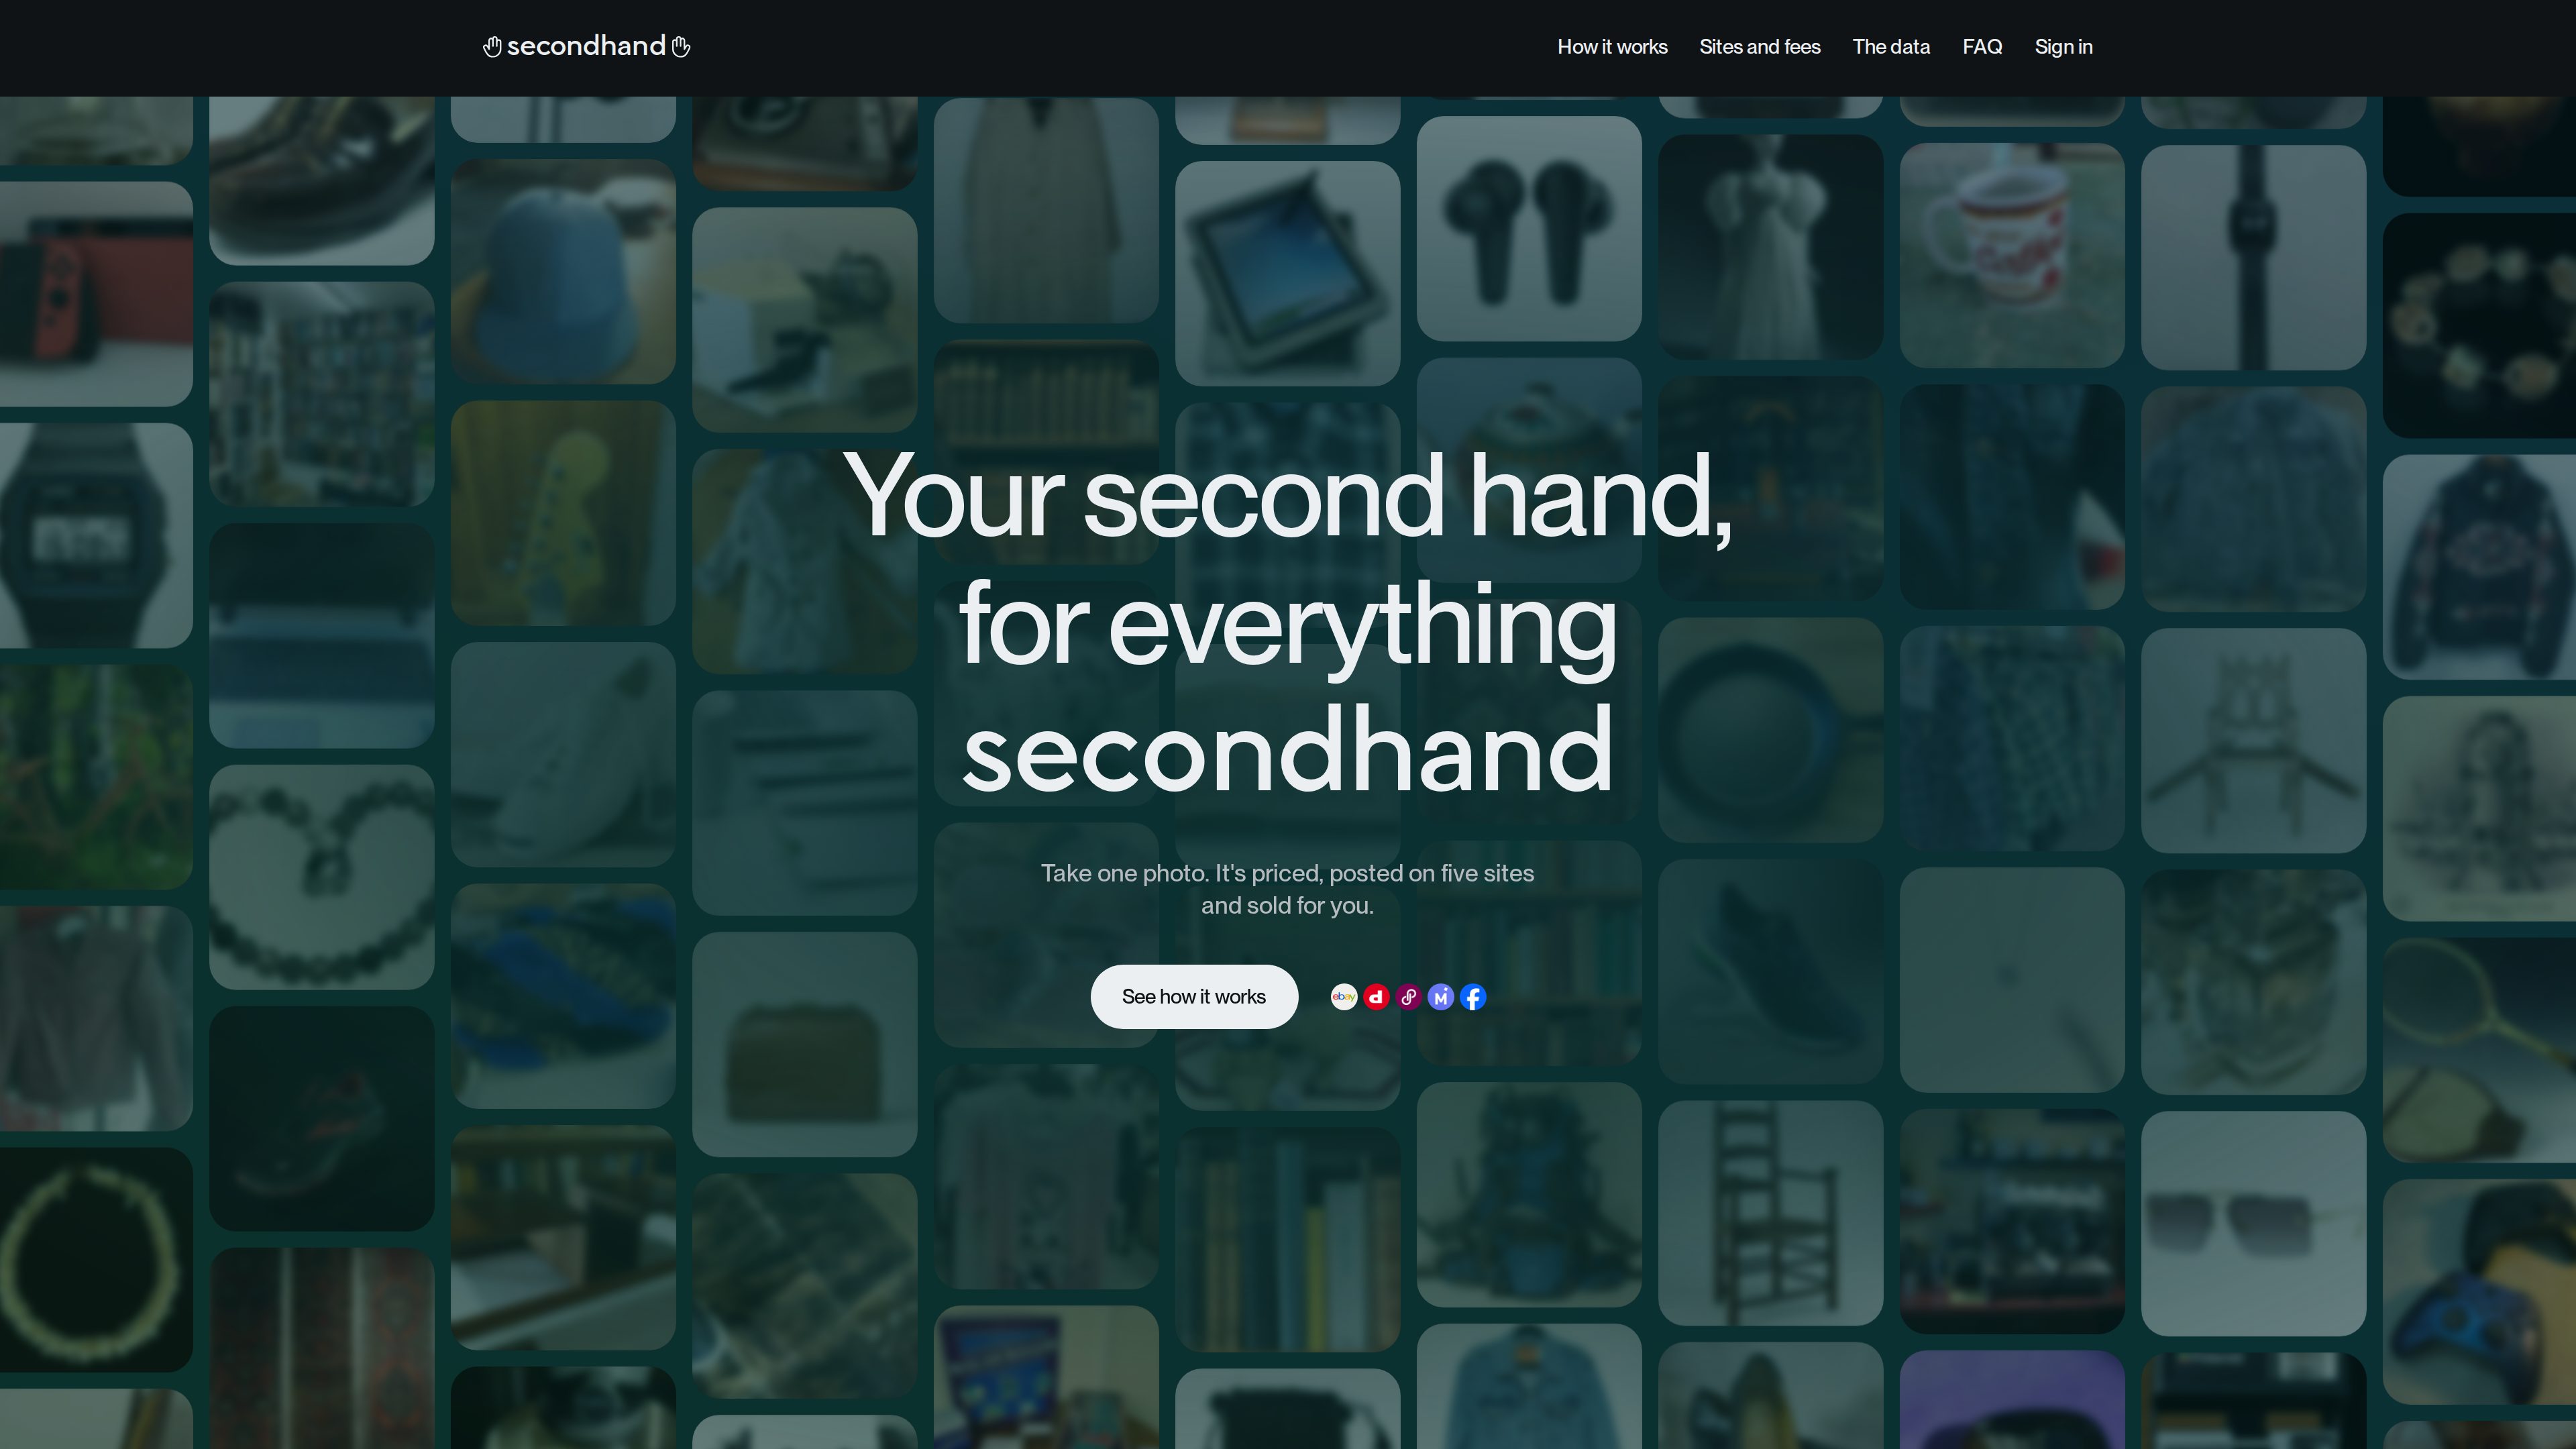 secondhand
How it works
Sites and fees
The data
FAQ
Sign in
Your second hand,
for everything
secondhand
Take one photo. It's priced, posted on five sites
and sold for you.
See how it works
ebay